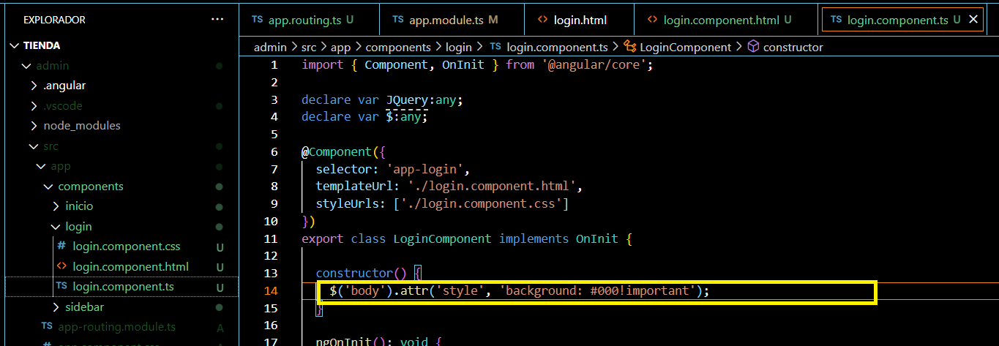 EXPLORADOR ···
TS app.routing.ts U
TS app.module.ts M
<> login.html
<> login.component.html U
TS login.component.ts U ×
TIENDA
admin
.angular
.vscode
node_modules
src
app
components
inicio
login
# login.component.css U
<> login.component.html U
TS login.component.ts U
sidebar
TS app-routing.module.ts A
# app.component.css A
admin > src > app > components > login > TS login.component.ts > LoginComponent > constructor
1 import { Component, OnInit } from '@angular/core';
2
3 declare var JQuery:any;
4 declare var $:any;
5
6 @Component({
7 selector: 'app-login',
8 templateUrl: './login.component.html',
9 styleUrls: ['./login.component.css']
10 })
11 export class LoginComponent implements OnInit {
12
13 constructor() {
14 $('body').attr('style', 'background: #000!important');
15 }
16
17 ngOnInit(): void {